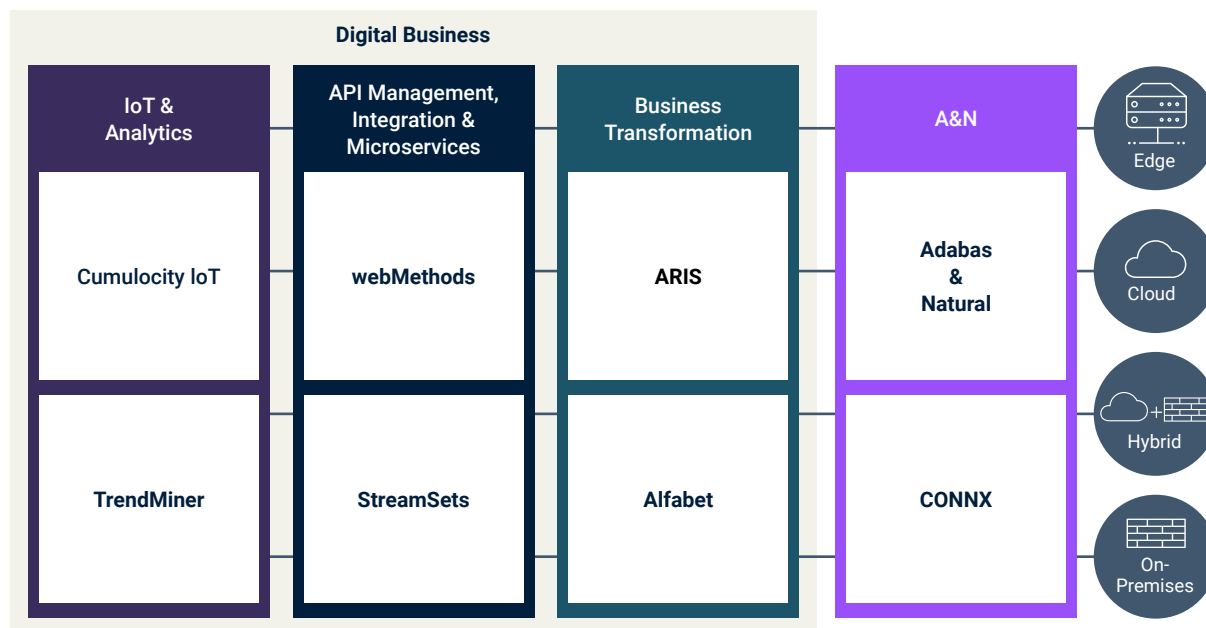 Digital Business
IoT &
Analytics
Cumulocity IoT
TrendMiner
API Management,
Integration &
Microservices
webMethods
StreamSets
Business
Transformation
ARIS
Alfabet
A&N
Adabas
&
Natural
CONNX
Edge
Cloud
+
Hybrid
On-
Premises